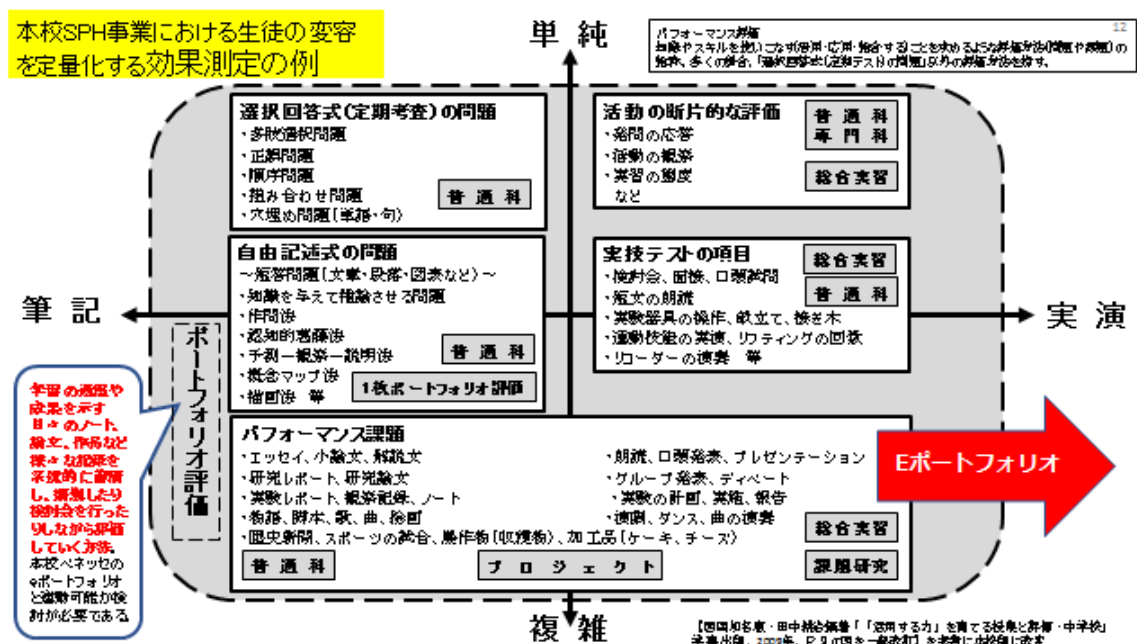 本校SPH事業における生徒の変容
を定量化する効果測定の例
単 純
12
パフォーマンス評価
知識やスキルを使いこなす(活用・応用・総合する)ことを求めるような評価方法(問題や課題)の
総称。多くの場合、「選択回答式(定期テスト)の問題」以外の評価方法を指す。
選択回答式(定期考査)の問題
・多肢選択問題
・正誤問題
・順序問題
・組み合わせ問題
・穴埋め問題(単語・句)
普 通 科
活動の断片的な評価
・発問の応答
・活動の観察
・実習の態度
など
普 通 科
専 門 科
総合実習
自由記述式の問題
~短答問題(文章・段落・図表など)~
・知識を与えて推論させる問題
・作問法
・認知的葛藤法
・予測ー観察ー説明法
・概念マップ法
・描画法 等
普 通 科
1枚ポートフォリオ評価
実技テストの項目
・検討会、面接、口頭試問
・短文の朗読
・実験器具の操作、畝立て、接ぎ木
・運動技能の実演、リフティングの回数
・リコーダーの演奏 等
総合実習
普 通 科
筆 記
実 演
ポートフォリオ評価
学習の過程や
成果を示す
日々のノート、
論文、作品など
様々な記録を
系統的に蓄積
し、振り返したり
検討会を行った
りしながら評価
していく方法。
本校ベネッセの
eポートフォリオ
と連動可能か検
討が必要である
パフォーマンス課題
・エッセイ、小論文、解説文
・研究レポート、研究論文
・実験レポート、観察記録、ノート
・物語、脚本、歌、曲、絵画
・歴史新聞、スポーツの試合、農作物(収穫物)、加工品(ケーキ、チーズ)
・朗読、口頭発表、プレゼンテーション
・グループ発表、ディベート
・実験の計画、実施、報告
・演劇、ダンス、曲の演奏
普 通 科
プ ロ ジ ェ ク ト
総合実習
課題研究
Eポートフォリオ
複 雑